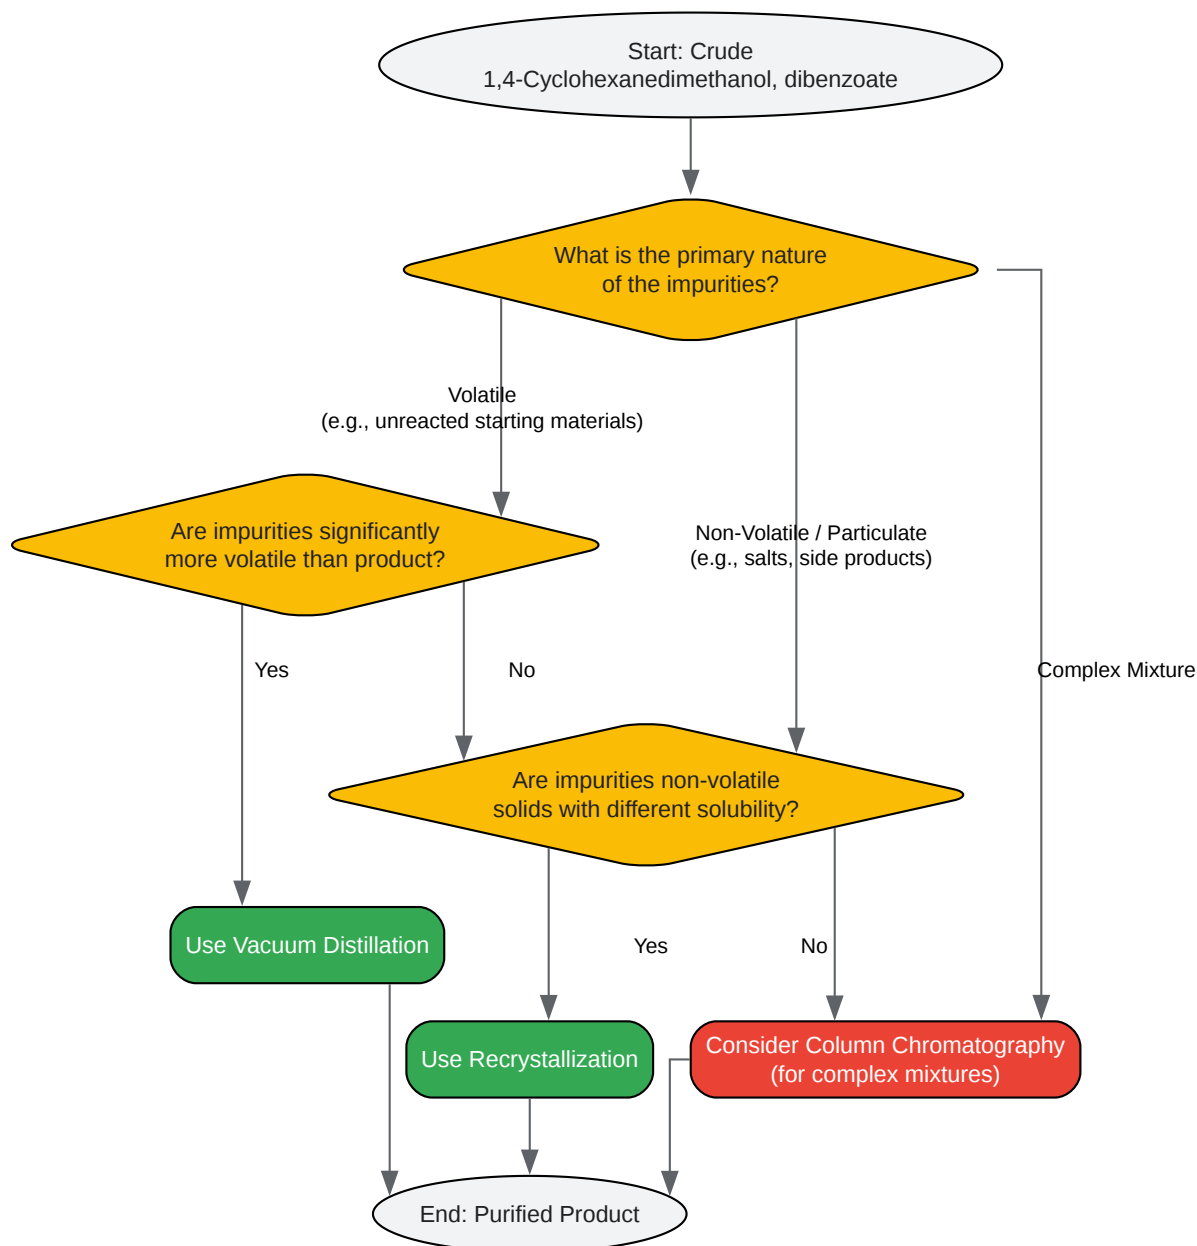 Start: Crude
1,4-Cyclohexanedimethanol, dibenzoate
What is the primary nature
of the impurities?
Volatile
(e.g., unreacted starting materials)
Are impurities significantly
more volatile than product?
Non-Volatile / Particulate
(e.g., salts, side products)
Yes
No
Complex Mixture
Are impurities non-volatile
solids with different solubility?
Use Vacuum Distillation
Yes
No
Use Recrystallization
Consider Column Chromatography
(for complex mixtures)
End: Purified Product